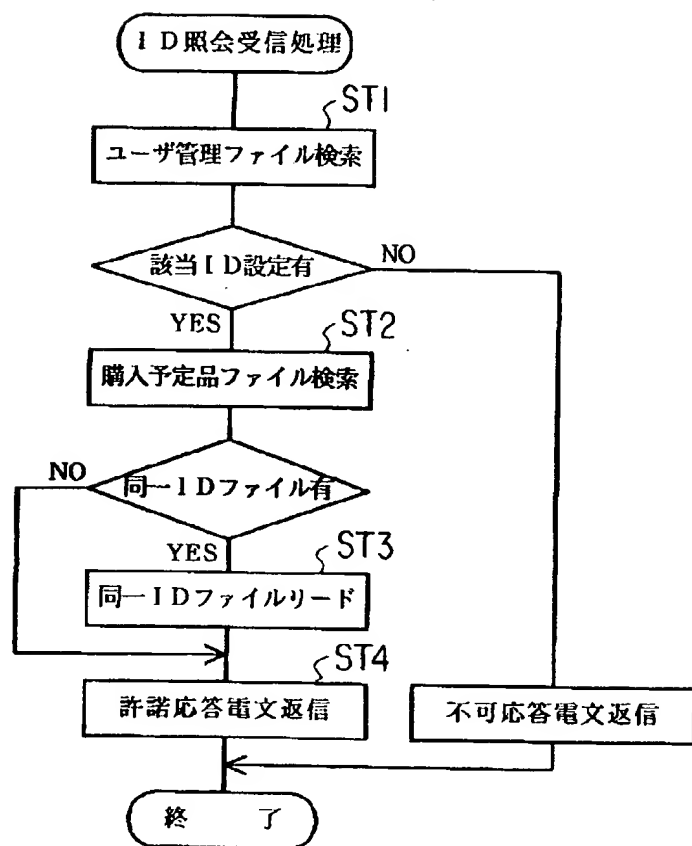 ID照会受信処理
ST1
ユーザ管理ファイル検索
該当ID設定有
NO
YES
ST2
購入予定品ファイル検索
NO
同一IDファイル有
YES
ST3
同一IDファイルリード
ST4
許諾応答電文返信
不可応答電文返信
終 了